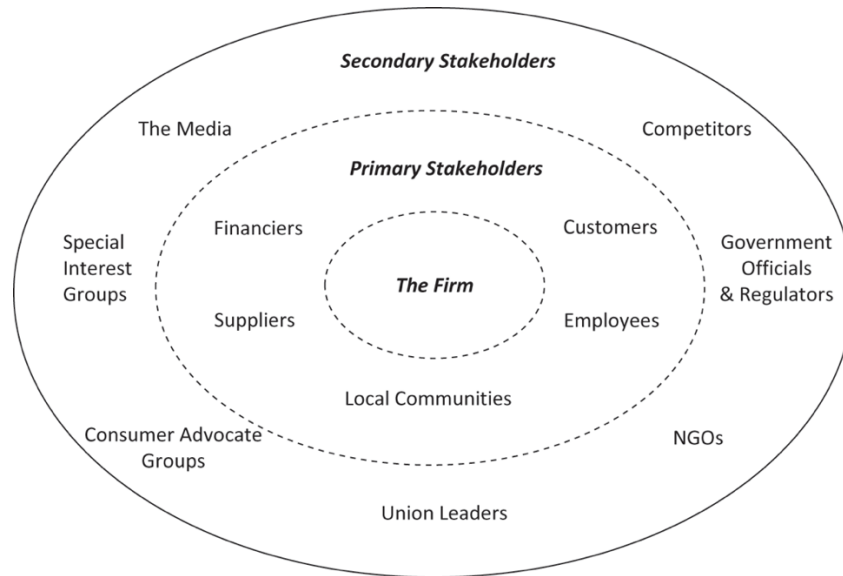 Secondary Stakeholders
The Media
Competitors
Primary Stakeholders
Financiers
Customers
Special
Interest
Groups
Government
Officials
& Regulators
The Firm
Suppliers
Employees
Local Communities
Consumer Advocate
Groups
NGOs
Union Leaders